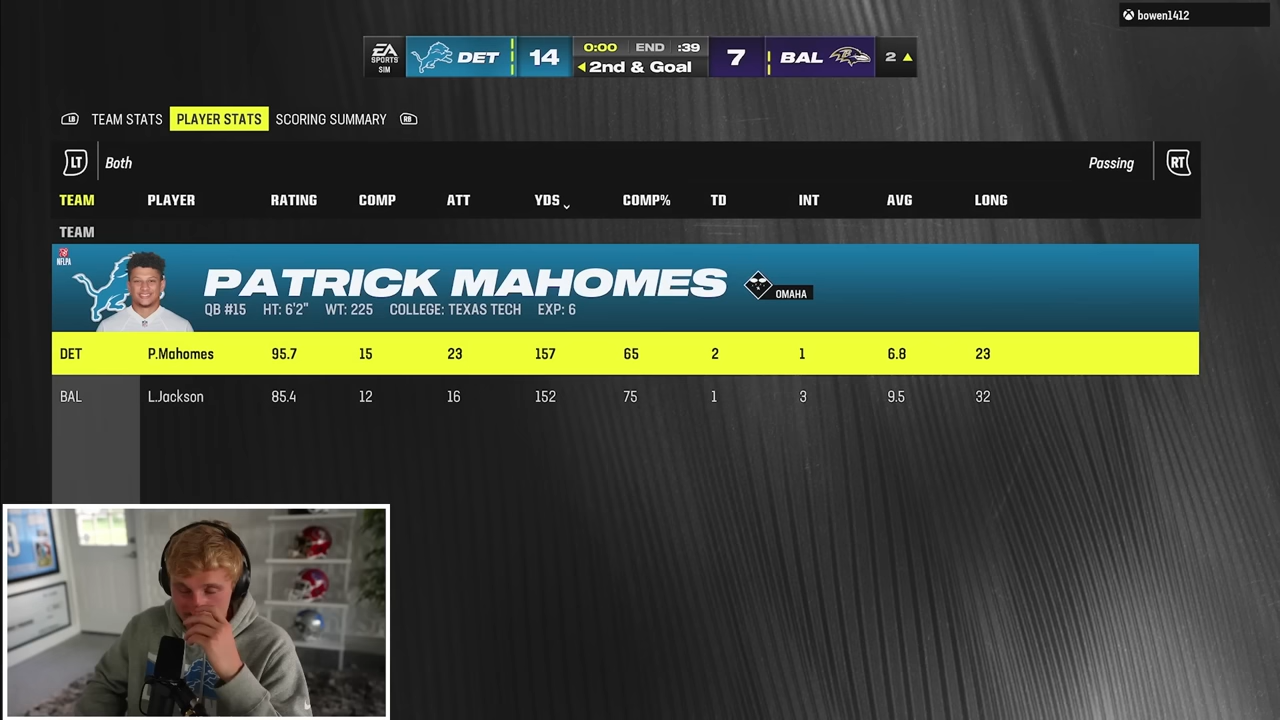 bowen1412
EA SPORTS SIM
DET 14 0:00 END :39 7 BAL 2
2nd & Goal
LB TEAM STATS PLAYER STATS SCORING SUMMARY RB
LT Both Passing RT
TEAM PLAYER RATING COMP ATT YDS COMP% TD INT AVG LONG
TEAM
NFLPA
PATRICK MAHOMES OMAHA
QB #15 HT: 6'2" WT: 225 COLLEGE: TEXAS TECH EXP: 6
DET P.Mahomes 95.7 15 23 157 65 2 1 6.8 23
BAL L.Jackson 85.4 12 16 152 75 1 3 9.5 32